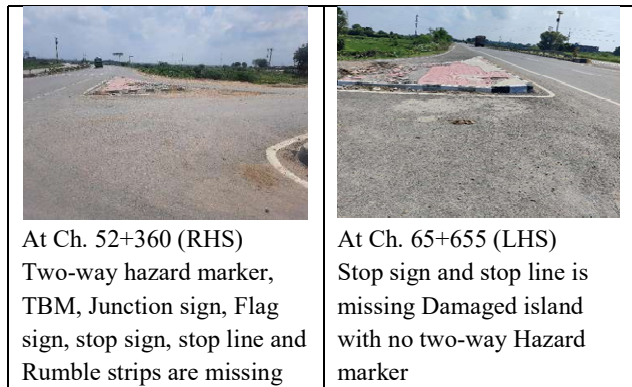 At Ch. 52+360 (RHS)
Two-way hazard marker,
TBM, Junction sign, Flag
sign, stop sign, stop line and
Rumble strips are missing
At Ch. 65+655 (LHS)
Stop sign and stop line is
missing Damaged island
with no two-way Hazard
marker